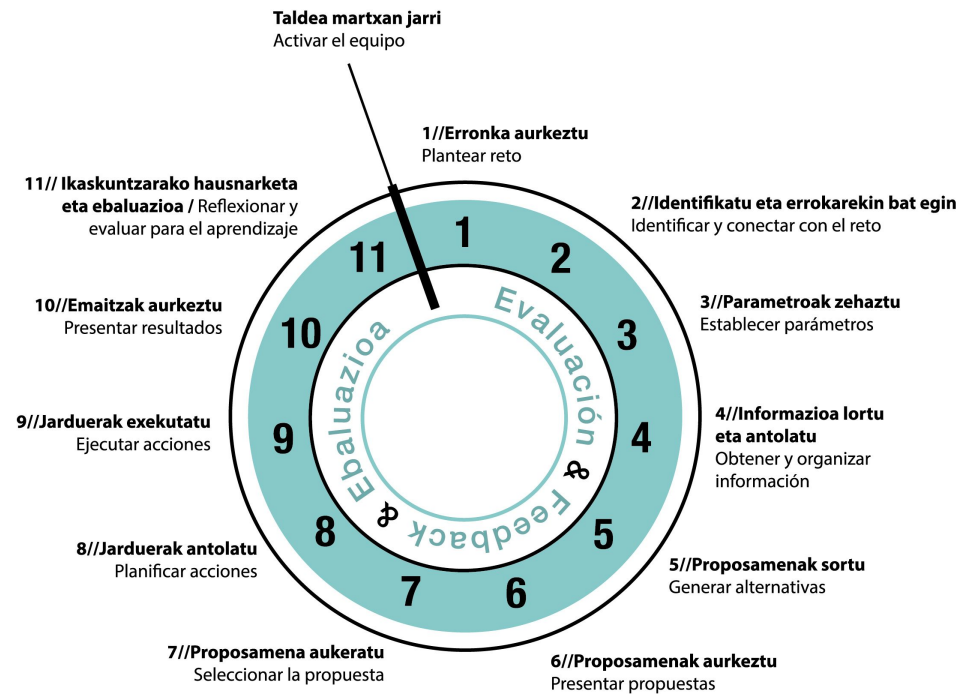 Taldea martxan jarri
Activar el equipo
1//Erronka aurkeztu
Plantear reto
2//Identifikatu eta errokarekin bat egin
Identificar y conectar con el reto
3//Parametroak zehaztu
Establecer parámetros
4//Informazioa lortu
eta antolatu
Obtener y organizar
información
5//Proposamenak sortu
Generar alternativas
6//Proposamenak aurkeztu
Presentar propuestas
7//Proposamena aukeratu
Seleccionar la propuesta
8//Jarduerak antolatu
Planificar acciones
9//Jarduerak exekutatu
Ejecutar acciones
10//Emaitzak aurkeztu
Presentar resultados
11// Ikaskuntzarako hausnarketa
eta ebaluazioa / Reflexionar y
evaluar para el aprendizaje
1
2
3
4
5
6
7
8
9
10
11
Evaluación & Feedback & Ebaluazioa